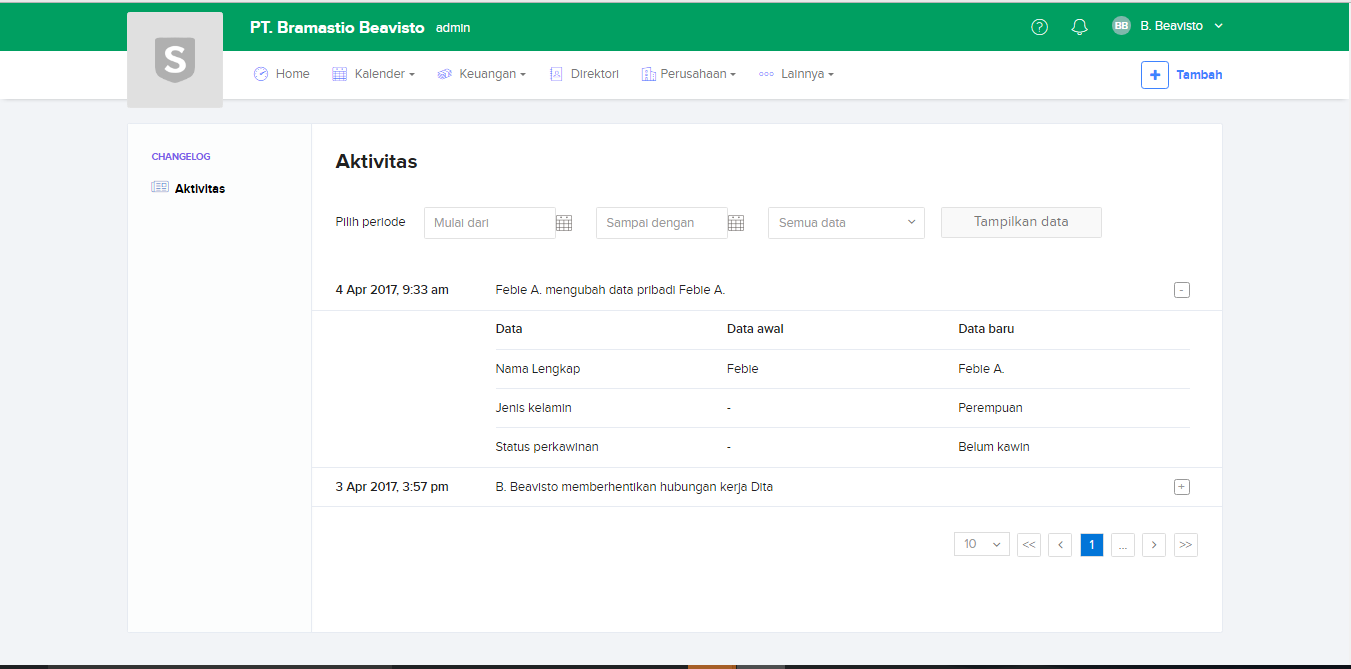 PT. Bramastio Beavisto admin
? BB B. Beavisto
S
Home Kalender Keuangan Direktori Perusahaan Lainnya + Tambah
CHANGELOG
Aktivitas
Aktivitas
Pilih periode Mulai dari Sampai dengan Semua data Tampilkan data
4 Apr 2017, 9:33 am Febie A. mengubah data pribadi Febie A. -
Data Data awal Data baru
Nama Lengkap Febie Febie A.
Jenis kelamin - Perempuan
Status perkawinan - Belum kawin
3 Apr 2017, 3:57 pm B. Beavisto memberhentikan hubungan kerja Dita +
10 << < 1 ... > >>